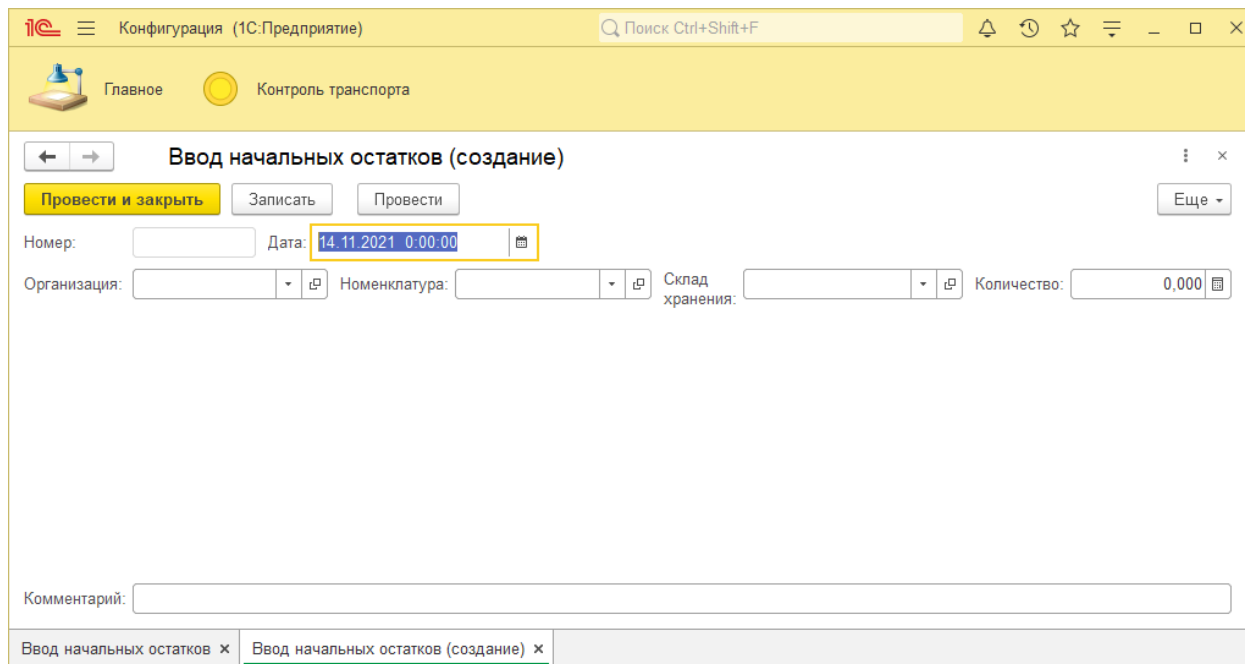 1С Конфигурация (1С:Предприятие) Поиск Ctrl+Shift+F
Главное Контроль транспорта
Ввод начальных остатков (создание)
Провести и закрыть Записать Провести Еще
Номер: Дата: 14.11.2021 0:00:00
Организация: Номенклатура: Склад хранения: Количество: 0,000
Комментарий:
Ввод начальных остатков Ввод начальных остатков (создание)